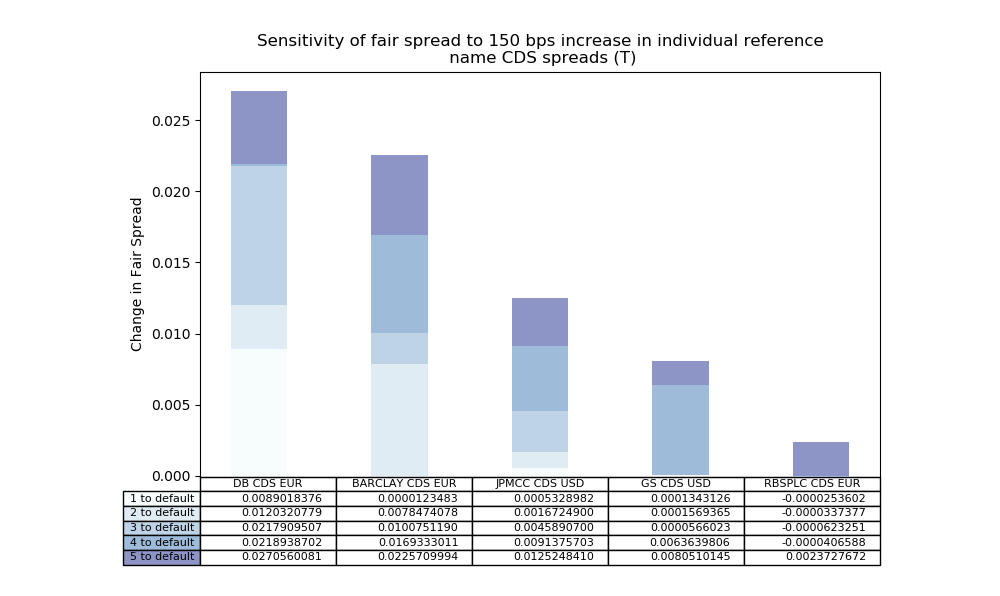 Sensitivity of fair spread to 150 bps increase in individual reference
name CDS spreads (T)
Change in Fair Spread
0.025
0.020
0.015
0.010
0.005
0.000
DB CDS EUR BARCLAY CDS EUR JPMCC CDS USD GS CDS USD RBSPLC CDS EUR
1 to default 0.0089018376 0.0000123483 0.0005328982 0.0001343126 -0.0000253602
2 to default 0.0120320779 0.0078474078 0.0016724900 0.0001569365 -0.0000337377
3 to default 0.0217909507 0.0100751190 0.0045890700 0.0000566023 -0.0000623251
4 to default 0.0218938702 0.0169333011 0.0091375703 0.0063639806 -0.0000406588
5 to default 0.0270560081 0.0225709994 0.0125248410 0.0080510145 0.0023727672